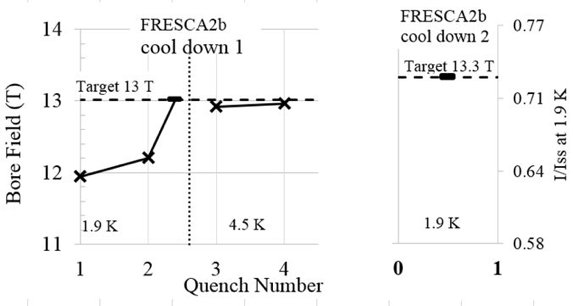 FRESCA2b
cool down 1
Target 13 T
14
13
12
11
Bore Field (T)
1.9 K
4.5 K
1 2 3 4
Quench Number
FRESCA2b
cool down 2
Target 13.3 T
0.77
0.71
0.64
0.58
I/Iss at 1.9 K
1.9 K
0 1